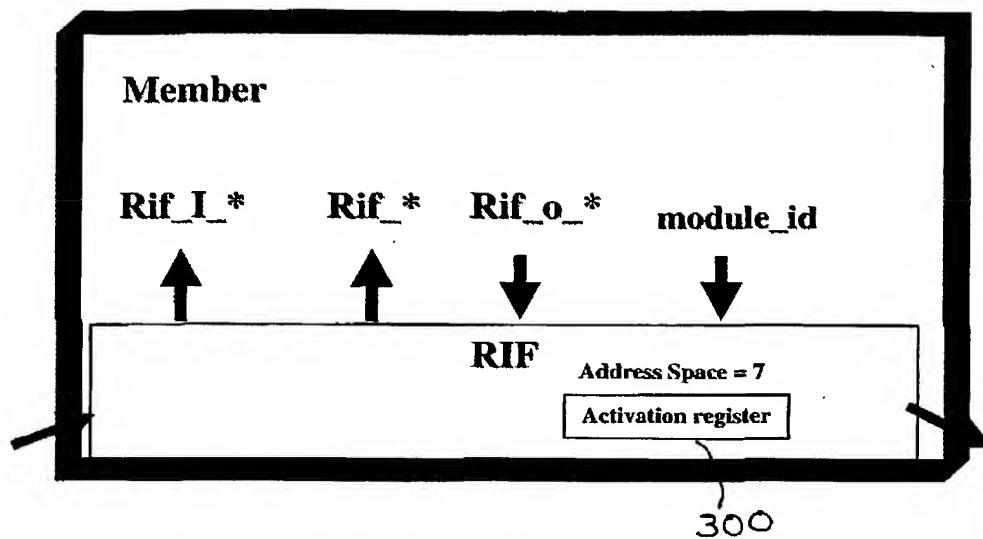 Member
Rif_I_* Rif_* Rif_o_* module_id
RIF
Address Space = 7
Activation register
300